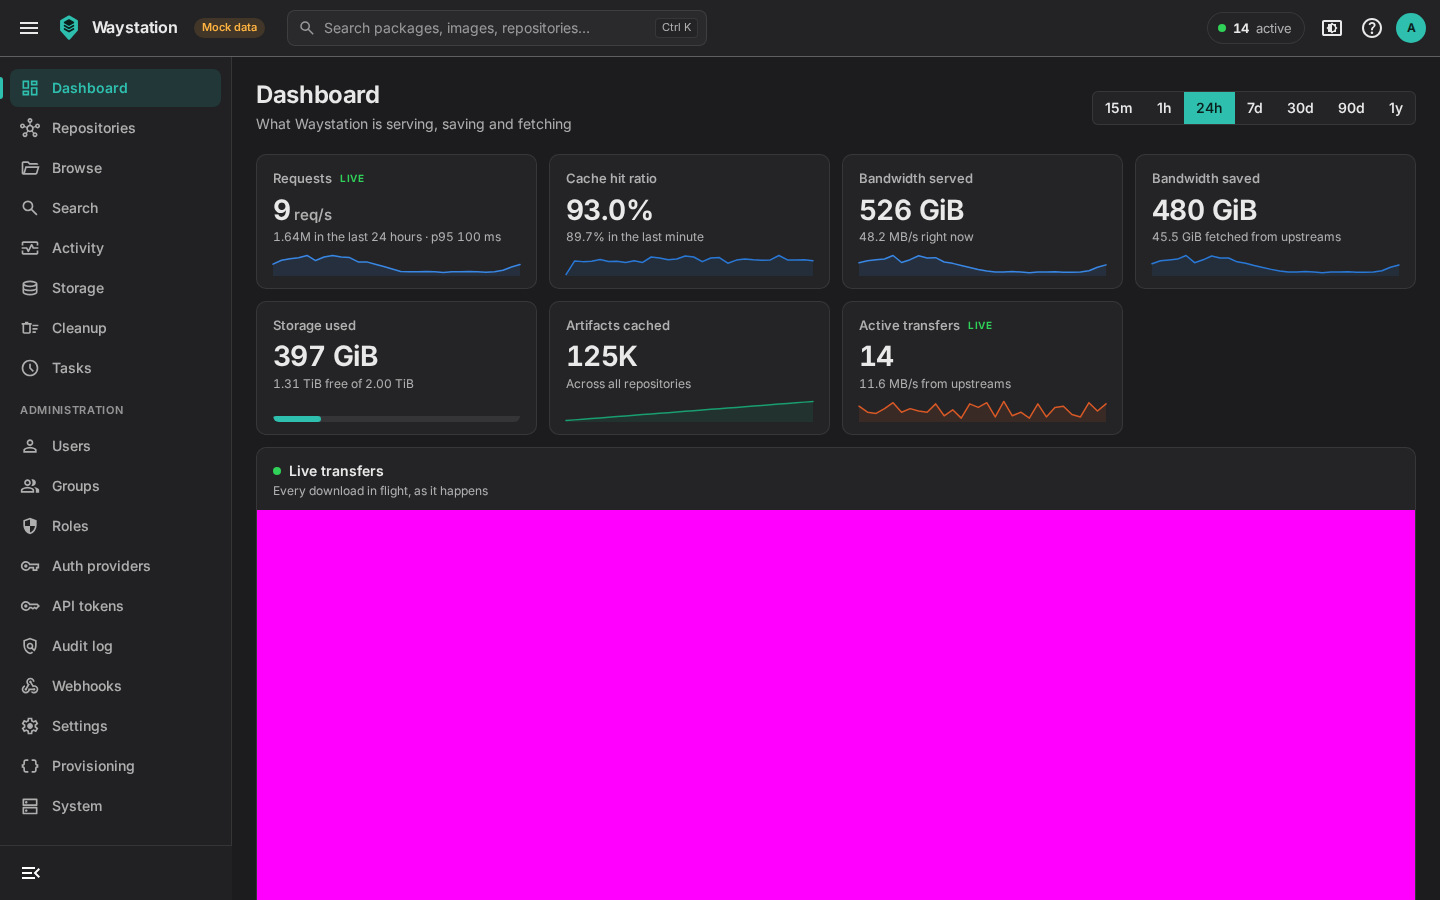 Waystation
Mock data
Search packages, images, repositories...
Ctrl K
14 active
A
Dashboard
Repositories
Browse
Search
Activity
Storage
Cleanup
Tasks
ADMINISTRATION
Users
Groups
Roles
Auth providers
API tokens
Audit log
Webhooks
Settings
Provisioning
System
Dashboard
What Waystation is serving, saving and fetching
15m 1h 24h 7d 30d 90d 1y
Requests LIVE
9 req/s
1.64M in the last 24 hours · p95 100 ms
Cache hit ratio
93.0%
89.7% in the last minute
Bandwidth served
526 GiB
48.2 MB/s right now
Bandwidth saved
480 GiB
45.5 GiB fetched from upstreams
Storage used
397 GiB
1.31 TiB free of 2.00 TiB
Artifacts cached
125K
Across all repositories
Active transfers LIVE
14
11.6 MB/s from upstreams
Live transfers
Every download in flight, as it happens